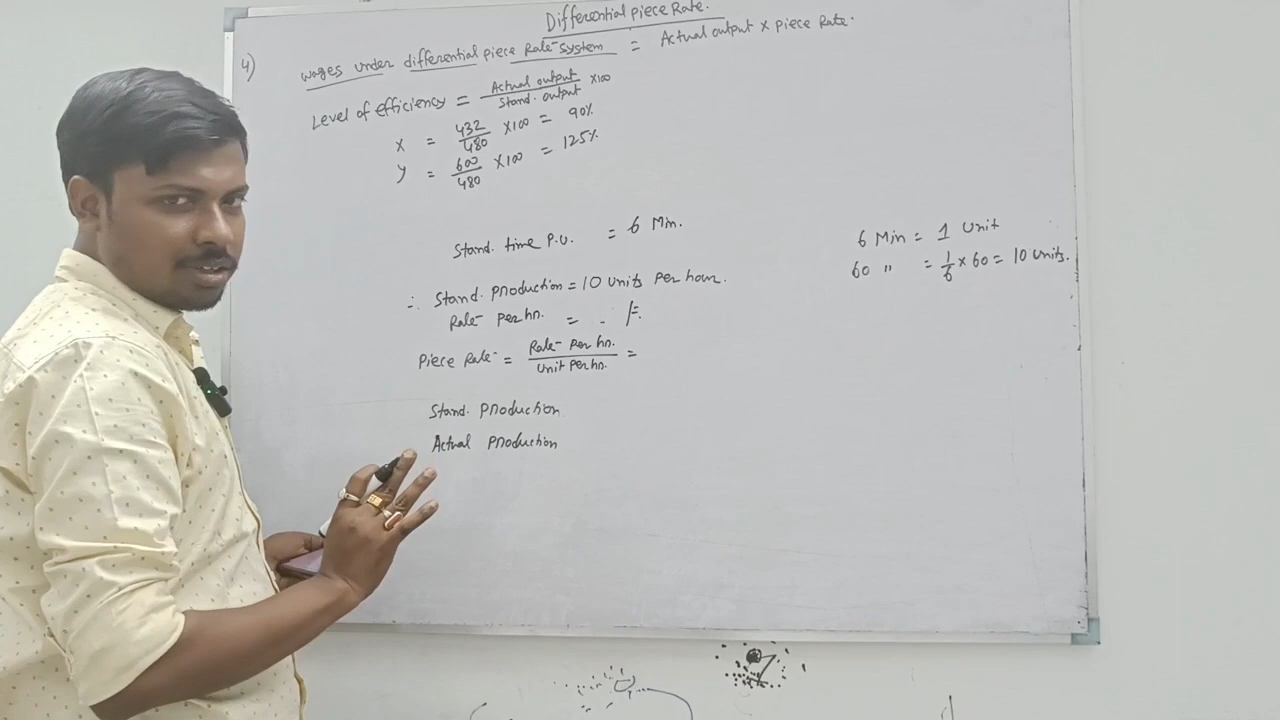 Differential piece Rate.
4) wages under differential piece Rate system = Actual output x piece Rate.
Level of efficiency = Actual output / Stand. output x100
x = 432/480 x100 = 90%
y = 600/480 x100 = 125%
Stand. time P.U. = 6 Min.
6 Min = 1 Unit
60 " = 1/6 x 60 = 10 units.
∴ Stand. Production = 10 units per hour.
Rate per hr. =
Piece Rate = Rate per hr. / Unit per hr. =
Stand. production
Actual production